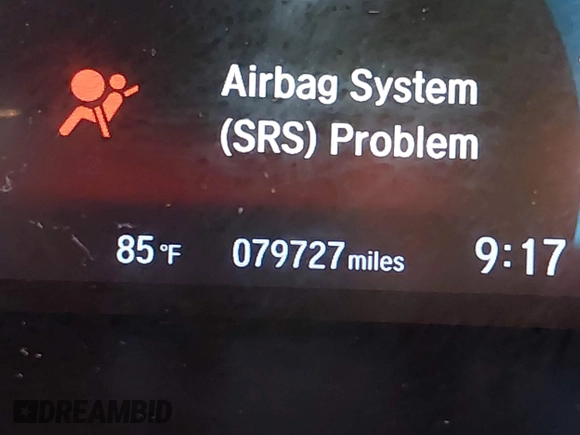 Airbag System
(SRS) Problem
85°F 079727 miles 9:17
DREAMBID